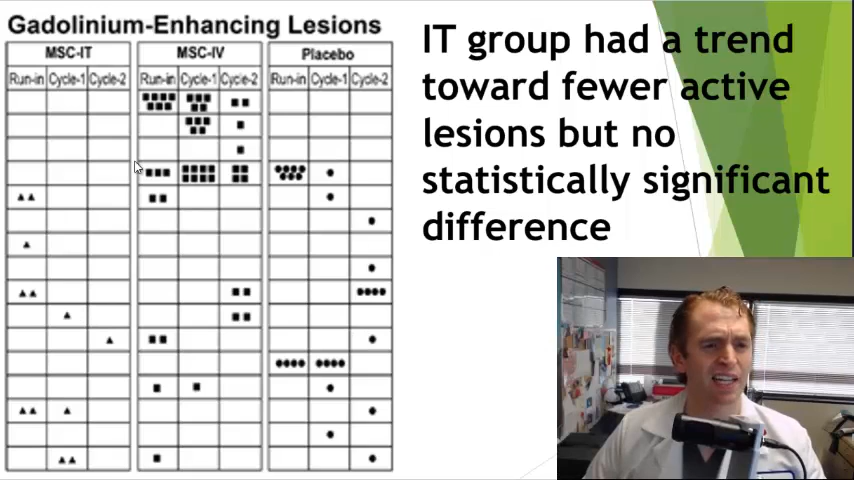 Gadolinium-Enhancing Lesions
MSC-IT MSC-IV Placebo
Run-in Cycle-1 Cycle-2 Run-in Cycle-1 Cycle-2 Run-in Cycle-1 Cycle-2
IT group had a trend
toward fewer active
lesions but no
statistically significant
difference